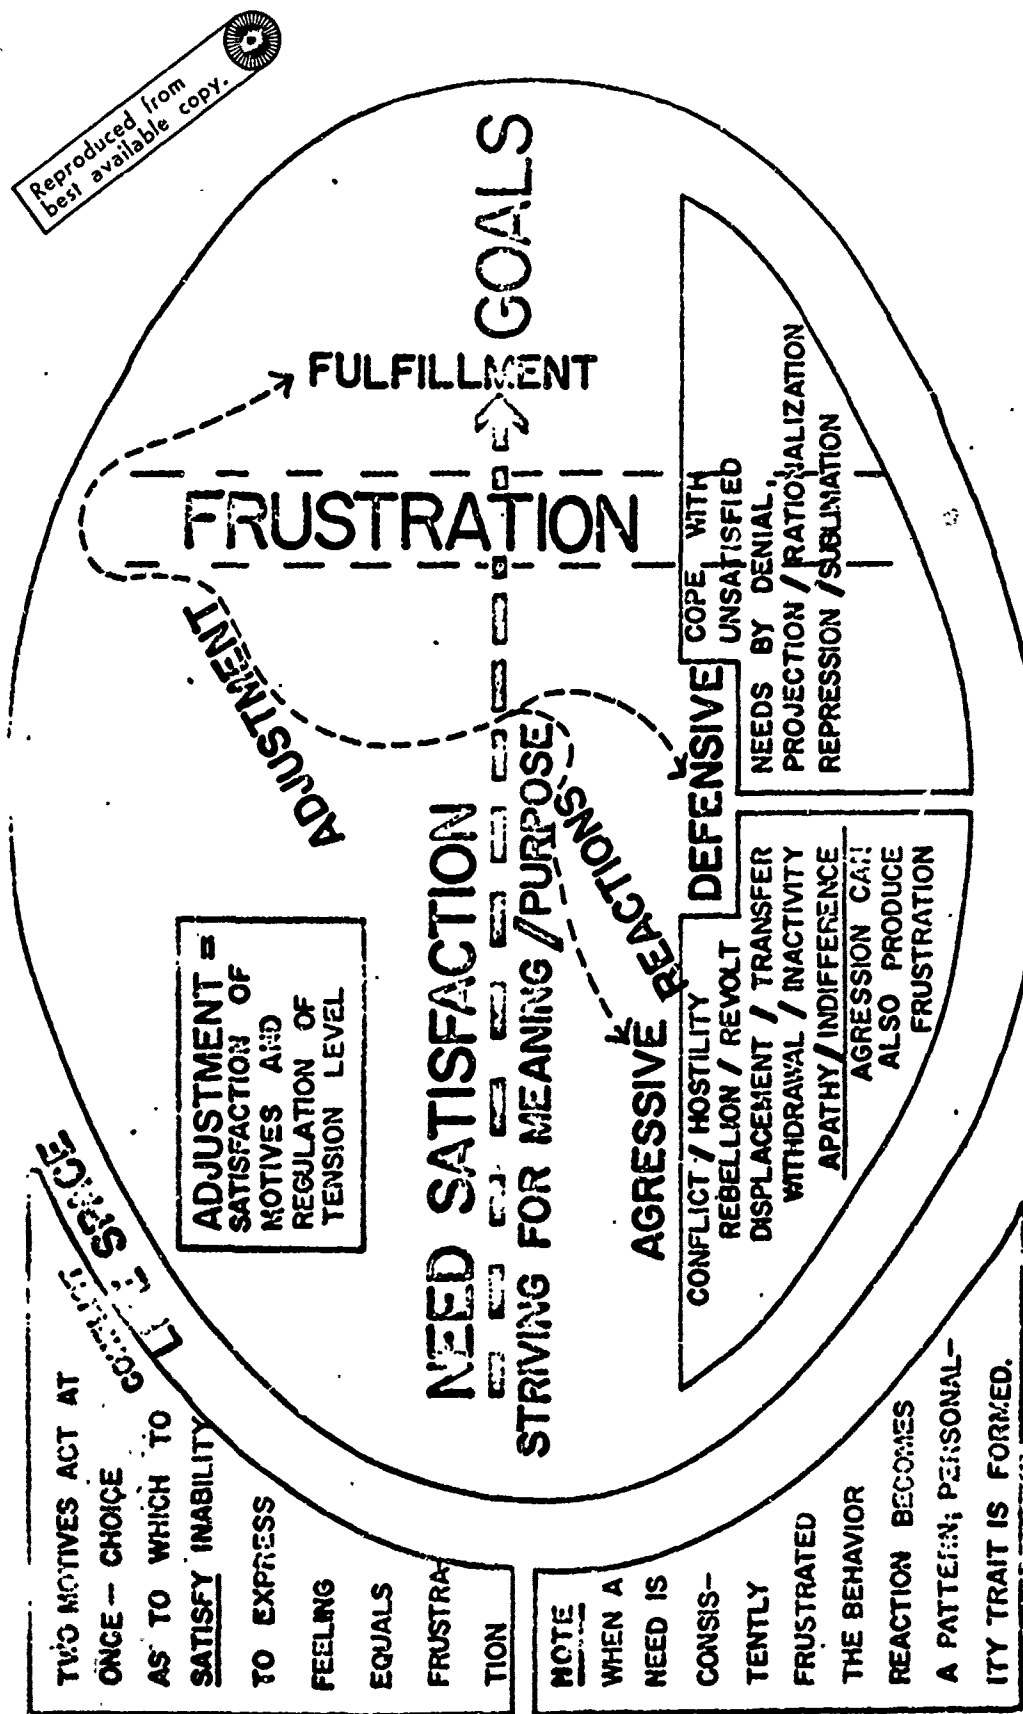 Reproduced from
best available copy.
TWO MOTIVES ACT AT
ONCE — CHOICE
AS TO WHICH TO
SATISFY INABILITY
TO EXPRESS
FEELING
EQUALS
FRUSTRA-
TION
LIFE SPACE
ADJUSTMENT =
SATISFACTION OF
MOTIVES AND
REGULATION OF
TENSION LEVEL
ADJUSTMENT
FRUSTRATION
FULFILLMENT
GOALS
NEED SATISFACTION
STRIVING FOR MEANING / PURPOSE
REACTIONS
AGRESSIVE
CONFLICT / HOSTILITY
REBELLION / REVOLT
DISPLACEMENT / TRANSFER
WITHDRAWAL / INACTIVITY
APATHY / INDIFFERENCE
AGRESSION CAN
ALSO PRODUCE
FRUSTRATION
DEFENSIVE
COPE WITH
UNSATISFIED
NEEDS BY DENIAL,
PROJECTION / RATIONALIZATION
REPRESSION / SUBLIMATION
NOTE
WHEN A
NEED IS
CONSIS-
TENTLY
FRUSTRATED
THE BEHAVIOR
REACTION BECOMES
A PATTERN; PERSONAL-
ITY TRAIT IS FORMED.